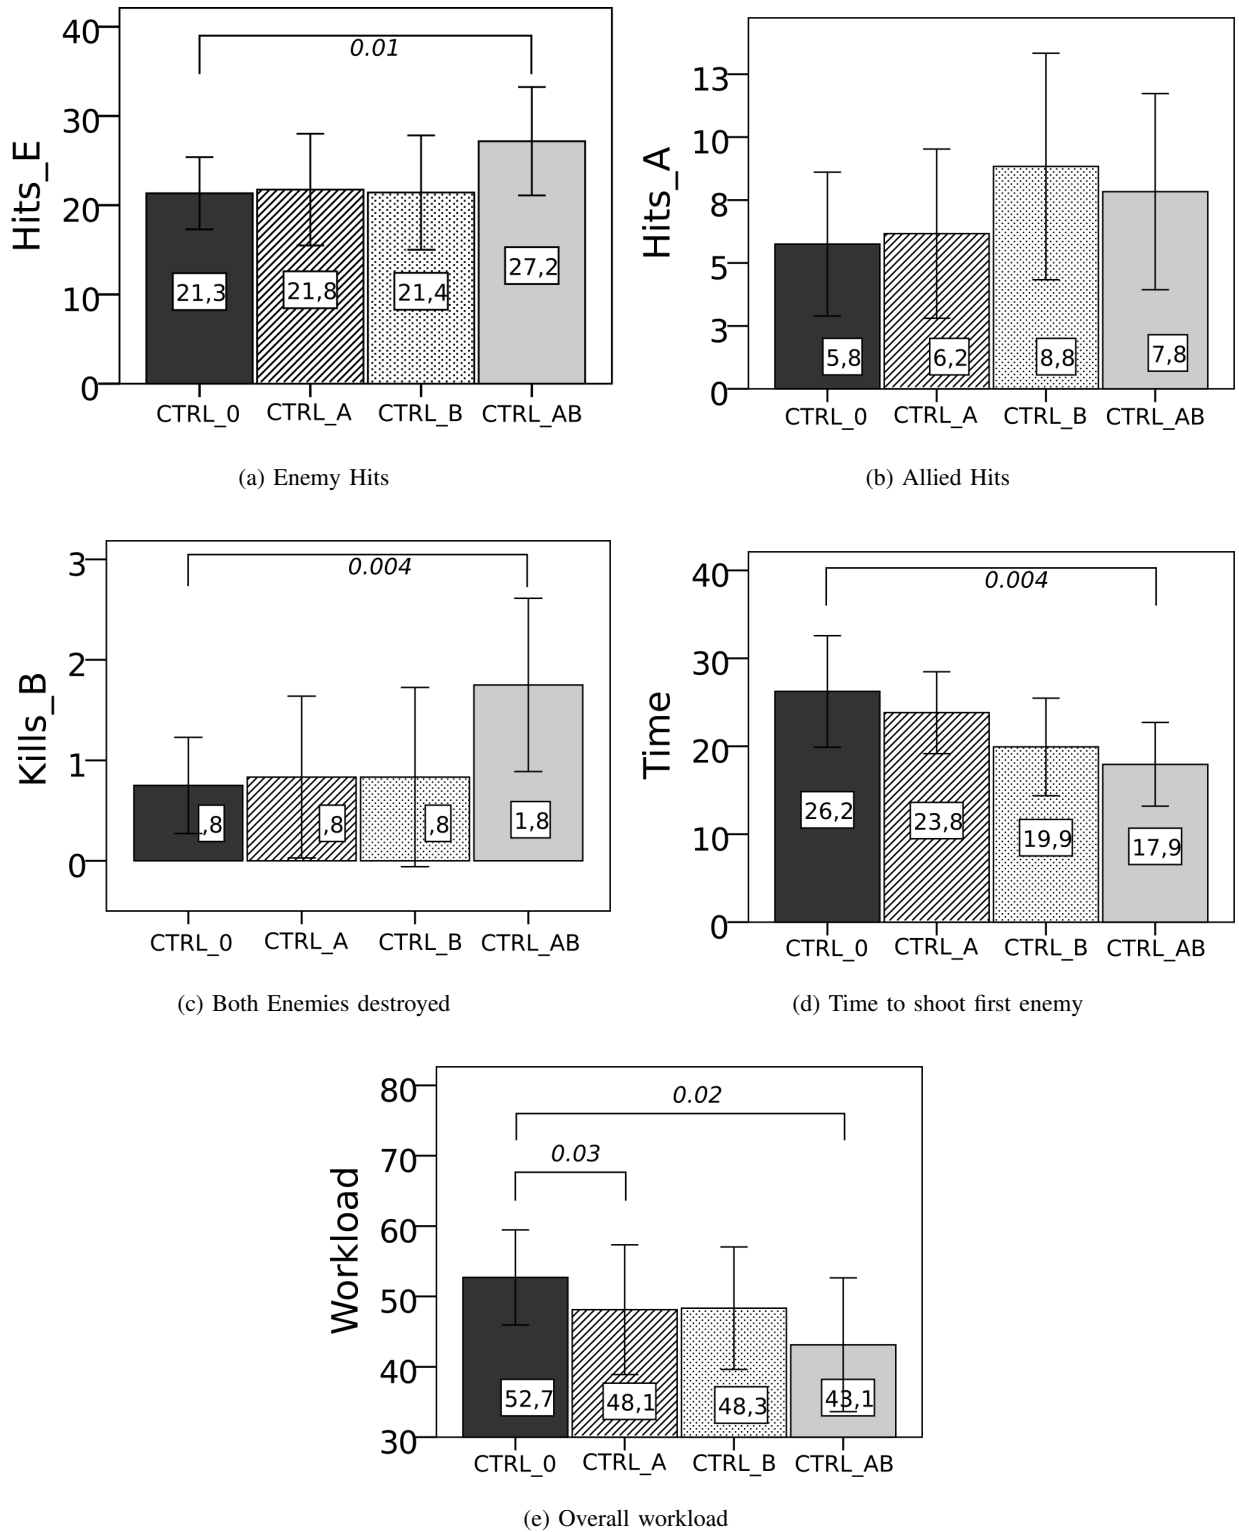 Hits_E
40
30
20
10
0
0.01
21,3
21,8
21,4
27,2
CTRL_0
CTRL_A
CTRL_B
CTRL_AB
(a) Enemy Hits
Hits_A
13
10
8
5
3
0
5,8
6,2
8,8
7,8
CTRL_0
CTRL_A
CTRL_B
CTRL_AB
(b) Allied Hits
Kills_B
3
2
1
0
0.004
,8
,8
,8
1,8
CTRL_0
CTRL_A
CTRL_B
CTRL_AB
(c) Both Enemies destroyed
Time
40
30
20
10
0
0.004
26,2
23,8
19,9
17,9
CTRL_0
CTRL_A
CTRL_B
CTRL_AB
(d) Time to shoot first enemy
Workload
80
70
60
50
40
30
0.02
0.03
52,7
48,1
48,3
43,1
CTRL_0
CTRL_A
CTRL_B
CTRL_AB
(e) Overall workload